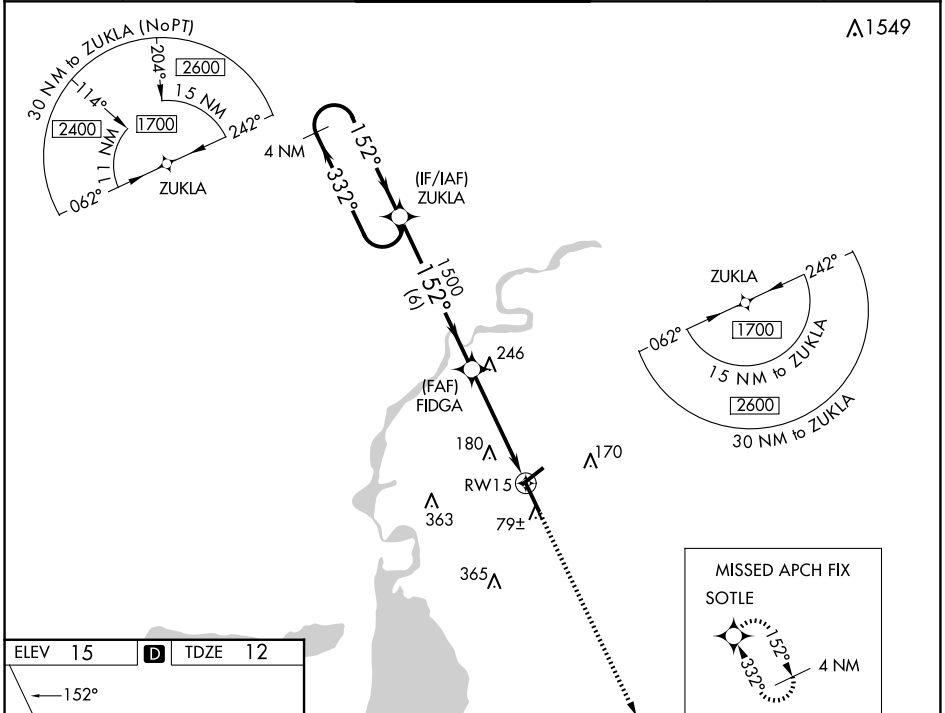 30 NM to ZUKLA (NoPT)
204°
2600
114°
15 NM
2400
1700
242°
11 NM
062°
ZUKLA
1549
4 NM
152°
332°
(IF/IAF)
ZUKLA
1500
152°
(6)
246
(FAF)
FIDGA
180
170
RW15
363
79±
365
ZUKLA
242°
062°
1700
15 NM to ZUKLA
2600
30 NM to ZUKLA
MISSED APCH FIX
SOTLE
152°
332°
4 NM
ELEV 15 D TDZE 12
152°